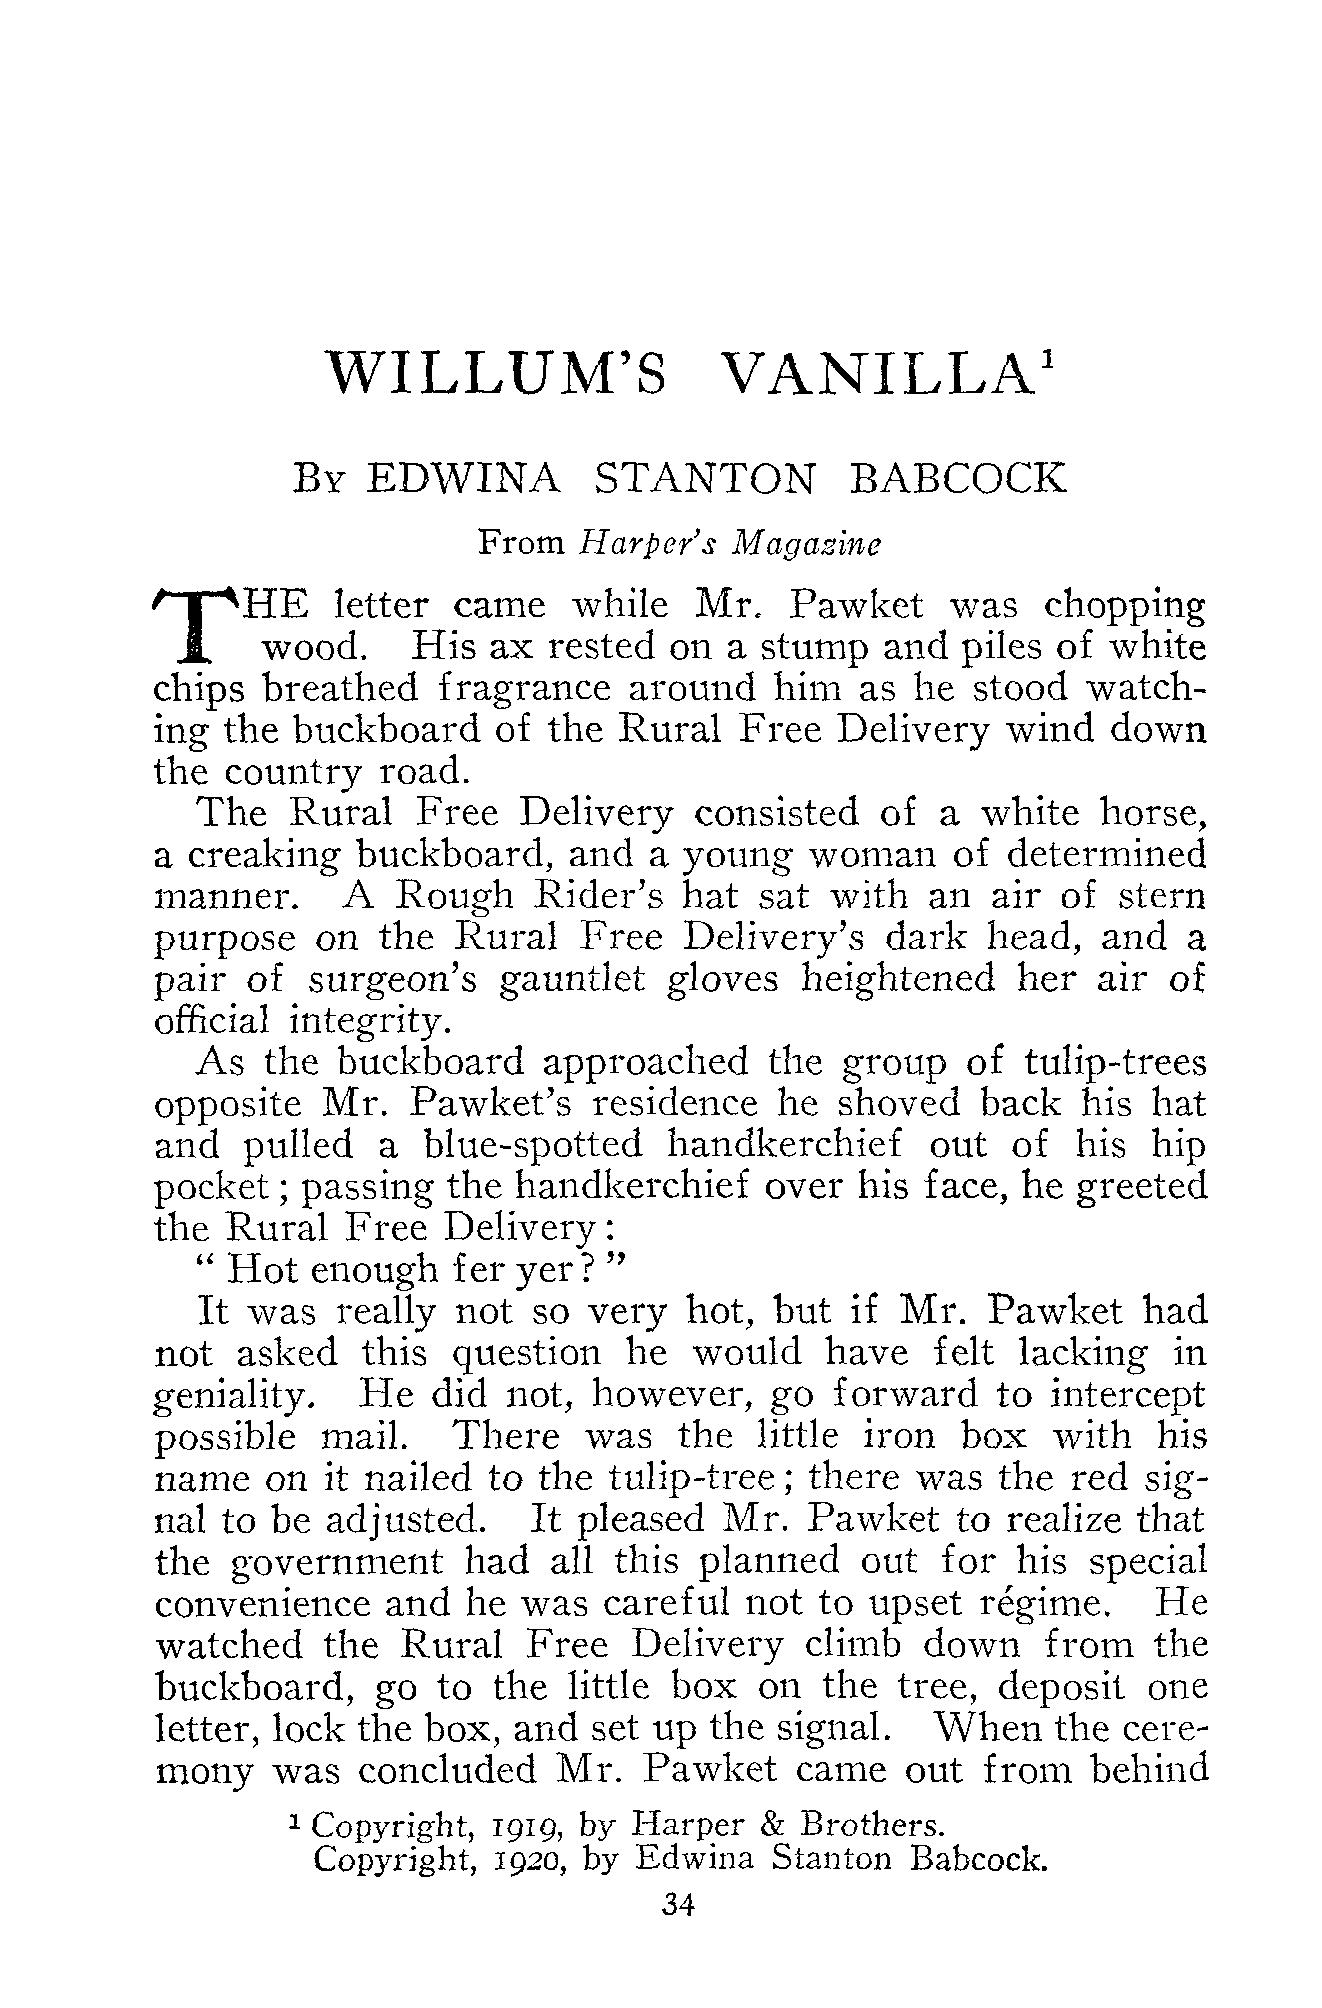 WILLUM'S VANILLA¹
By EDWINA STANTON BABCOCK
From Harper's Magazine
THE letter came while Mr. Pawket was chopping
wood. His ax rested on a stump and piles of white
chips breathed fragrance around him as he stood watch-
ing the buckboard of the Rural Free Delivery wind down
the country road.
The Rural Free Delivery consisted of a white horse,
a creaking buckboard, and a young woman of determined
manner. A Rough Rider's hat sat with an air of stern
purpose on the Rural Free Delivery's dark head, and a
pair of surgeon's gauntlet gloves heightened her air of
official integrity.
As the buckboard approached the group of tulip-trees
opposite Mr. Pawket's residence he shoved back his hat
and pulled a blue-spotted handkerchief out of his hip
pocket; passing the handkerchief over his face, he greeted
the Rural Free Delivery:
"Hot enough fer yer?"
It was really not so very hot, but if Mr. Pawket had
not asked this question he would have felt lacking in
geniality. He did not, however, go forward to intercept
possible mail. There was the little iron box with his
name on it nailed to the tulip-tree; there was the red sig-
nal to be adjusted. It pleased Mr. Pawket to realize that
the government had all this planned out for his special
convenience and he was careful not to upset régime. He
watched the Rural Free Delivery climb down from the
buckboard, go to the little box on the tree, deposit one
letter, lock the box, and set up the signal. When the cere-
mony was concluded Mr. Pawket came out from behind
¹ Copyright, 1919, by Harper & Brothers.
Copyright, 1920, by Edwina Stanton Babcock.
34